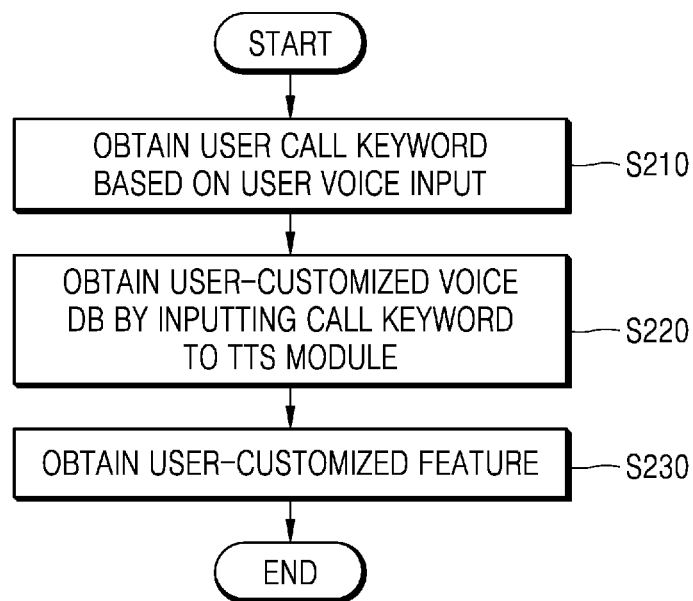 START
OBTAIN USER CALL KEYWORD
BASED ON USER VOICE INPUT
S210
OBTAIN USER-CUSTOMIZED VOICE
DB BY INPUTTING CALL KEYWORD
TO TTS MODULE
S220
OBTAIN USER-CUSTOMIZED FEATURE
S230
END